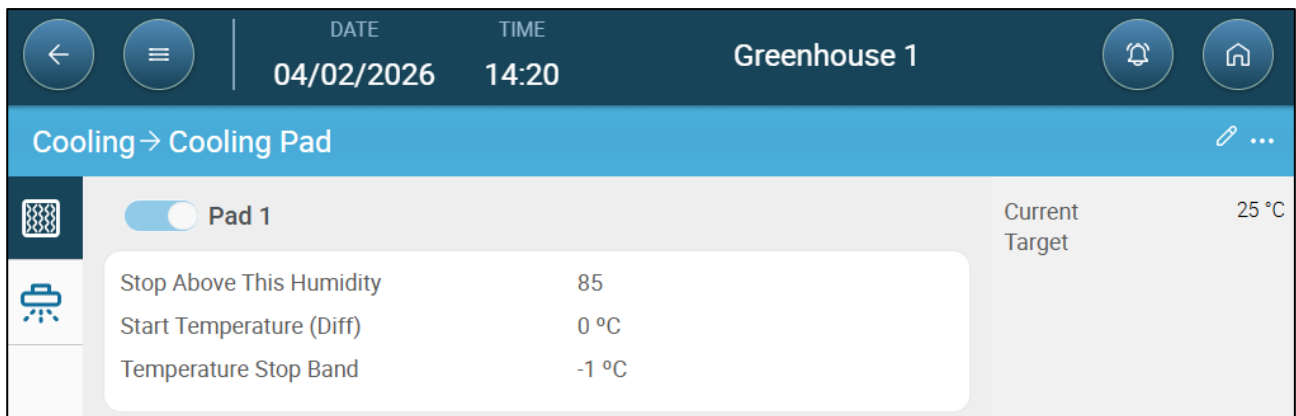 DATE TIME
04/02/2026 14:20 Greenhouse 1
Cooling → Cooling Pad
Pad 1
Current Target 25 °C
Stop Above This Humidity 85
Start Temperature (Diff) 0 ºC
Temperature Stop Band -1 ºC